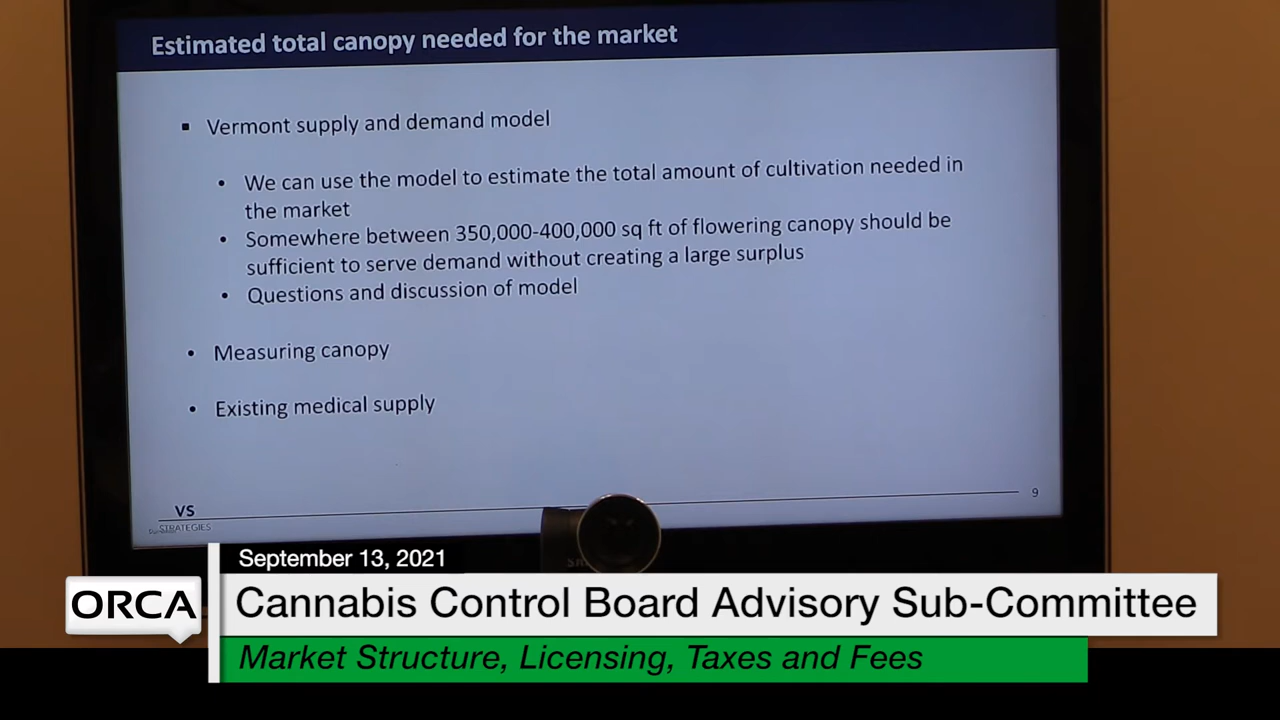 Estimated total canopy needed for the market
▪ Vermont supply and demand model
• We can use the model to estimate the total amount of cultivation needed in
the market
• Somewhere between 350,000-400,000 sq ft of flowering canopy should be
sufficient to serve demand without creating a large surplus
• Questions and discussion of model
• Measuring canopy
• Existing medical supply
9
VS
STRATEGIES
September 13, 2021
ORCA
Cannabis Control Board Advisory Sub-Committee
Market Structure, Licensing, Taxes and Fees